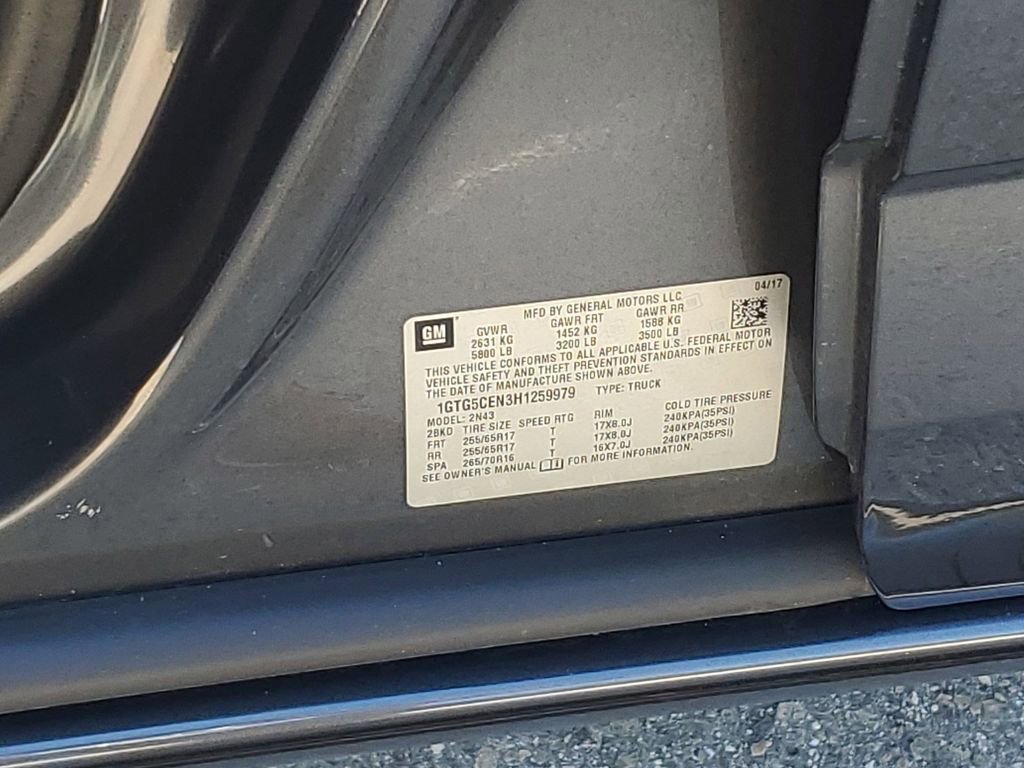 04/17
MFD BY GENERAL MOTORS LLC
GM
GVWR GAWR FRT GAWR RR
2631 KG 1452 KG 1588 KG
5800 LB 3200 LB 3500 LB
THIS VEHICLE CONFORMS TO ALL APPLICABLE U.S. FEDERAL MOTOR
VEHICLE SAFETY AND THEFT PREVENTION STANDARDS IN EFFECT ON
THE DATE OF MANUFACTURE SHOWN ABOVE.
1GTG5CEN3H1259979 TYPE: TRUCK
MODEL: 2N43
2BKD TIRE SIZE SPEED RTG RIM COLD TIRE PRESSURE
FRT 255/65R17 T 17X8.0J 240KPA(35PSI)
RR 255/65R17 T 17X8.0J 240KPA(35PSI)
SPA 265/70R16 T 16X7.0J 240KPA(35PSI)
SEE OWNER'S MANUAL FOR MORE INFORMATION.